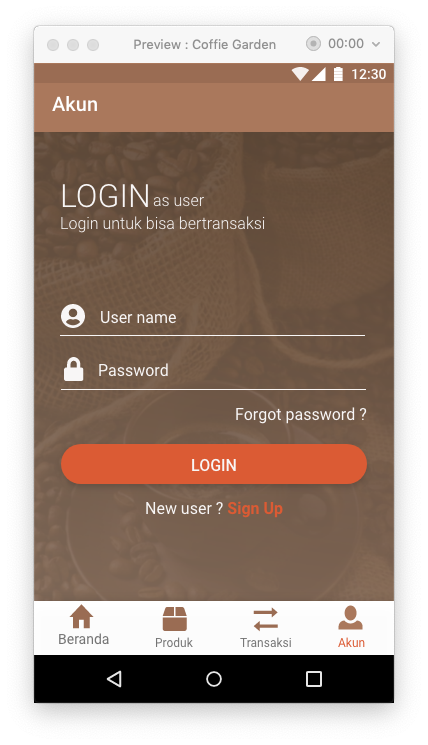 Preview : Coffie Garden
00:00
12:30
Akun
LOGIN as user
Login untuk bisa bertransaksi
User name
Password
Forgot password ?
LOGIN
New user ? Sign Up
Beranda Produk Transaksi Akun